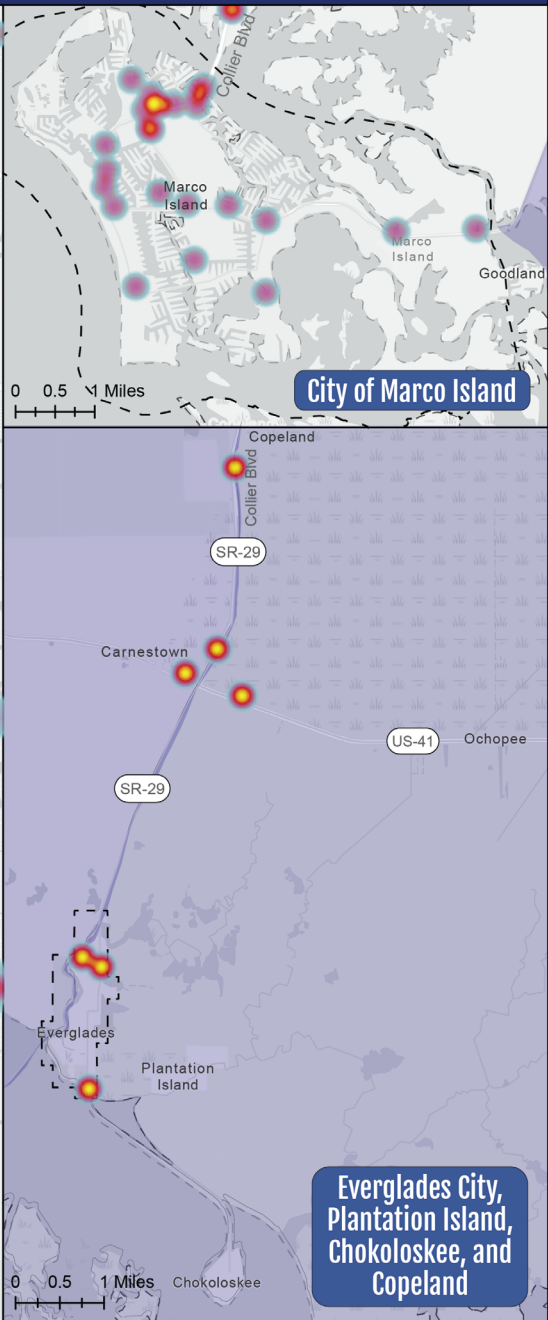 Collier Blvd
Marco
Island
Marco
Island
Goodland
0 0.5 1 Miles
City of Marco Island
Copeland
Collier Blvd
SR-29
Carnestown
US-41
Ochopee
SR-29
Everglades
Plantation
Island
Everglades City,
Plantation Island,
Chokoloskee, and
Copeland
0 0.5 1 Miles
Chokoloskee